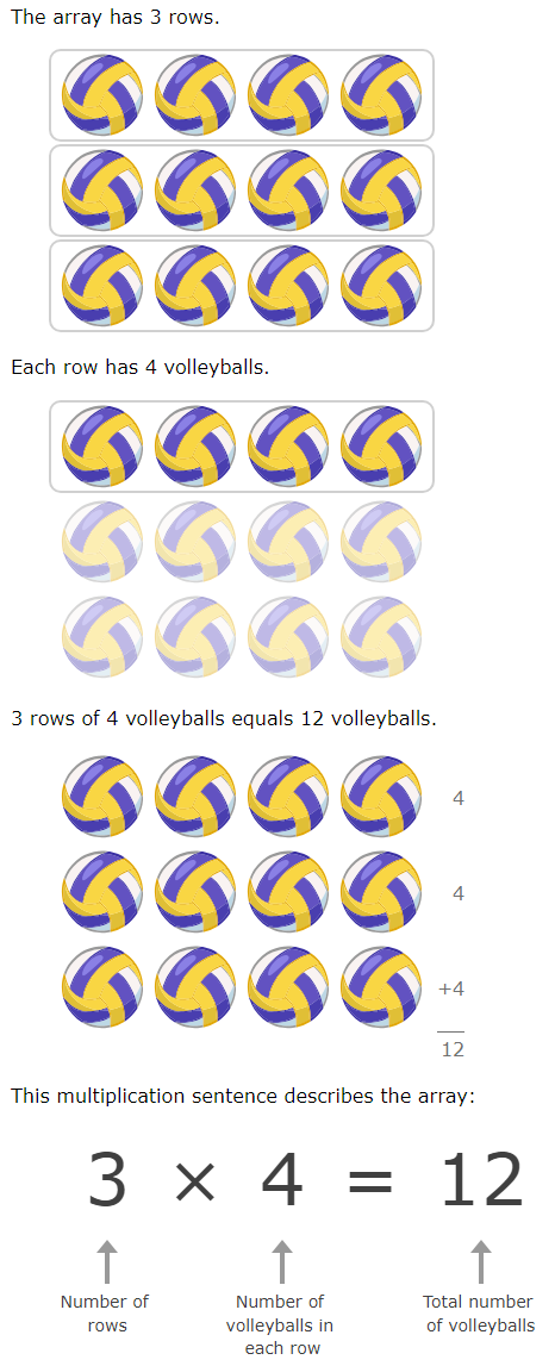 The array has 3 rows.
Each row has 4 volleyballs.
3 rows of 4 volleyballs equals 12 volleyballs.
4
4
+4
12
This multiplication sentence describes the array:
3 × 4 = 12
Number of rows
Number of volleyballs in each row
Total number of volleyballs